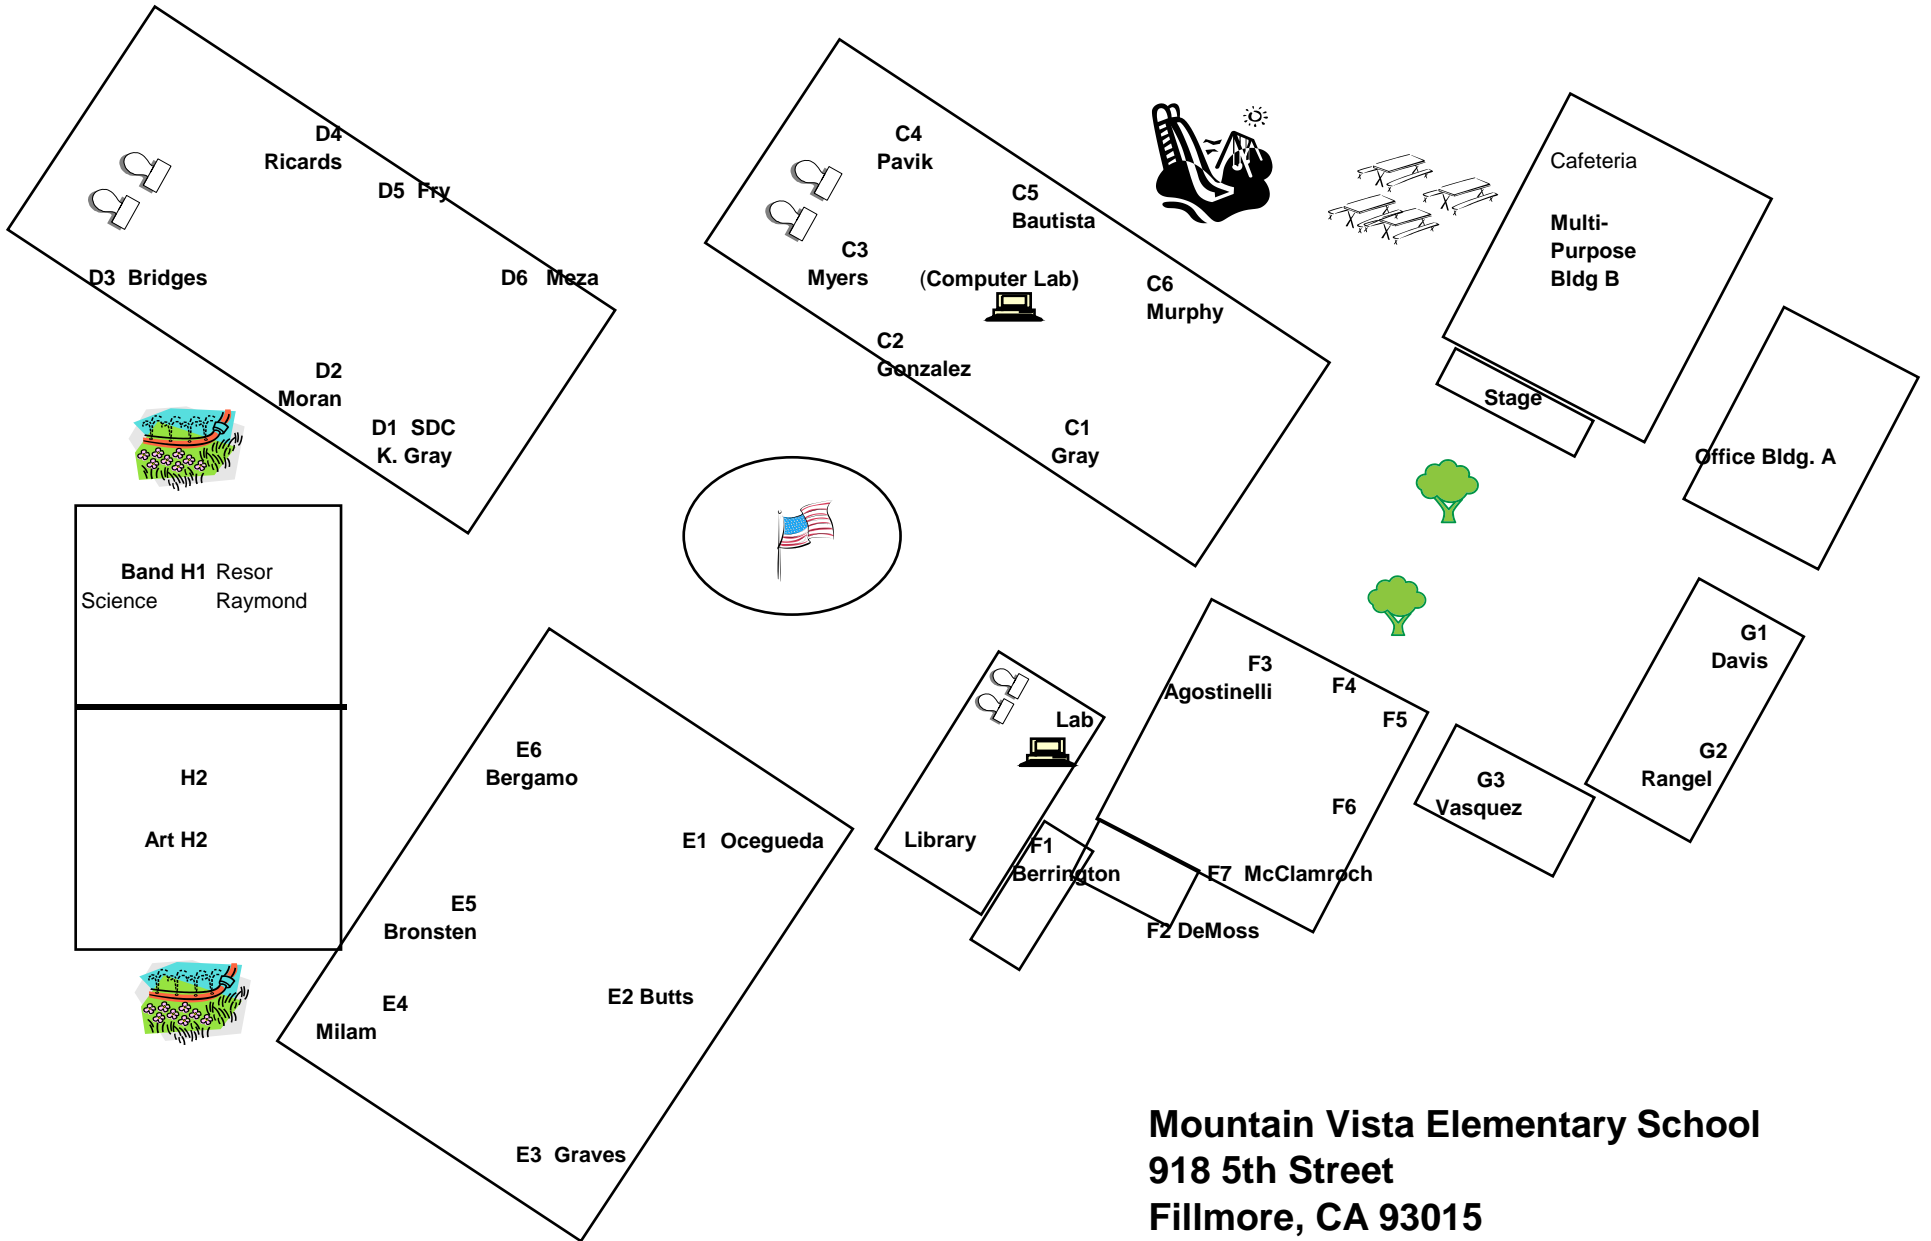 D4
Ricards
D5 Fry
D3 Bridges
D6 Meza
D2
Moran
D1 SDC
K. Gray
C4
Pavik
C5
Bautista
C3
Myers
(Computer Lab)
C6
Murphy
C2
Gonzalez
C1
Gray
Cafeteria
Multi-
Purpose
Bldg B
Stage
Office Bldg. A
Band H1 Resor
Science Raymond
H2
Art H2
E6
Bergamo
E1 Ocegueda
E5
Bronsten
E4
Milam
E2 Butts
E3 Graves
Lab
Library
F1
Berrington
F3
Agostinelli
F4
F5
F6
F7 McClamroch
F2 DeMoss
G1
Davis
G2
Rangel
G3
Vasquez
Mountain Vista Elementary School
918 5th Street
Fillmore, CA 93015